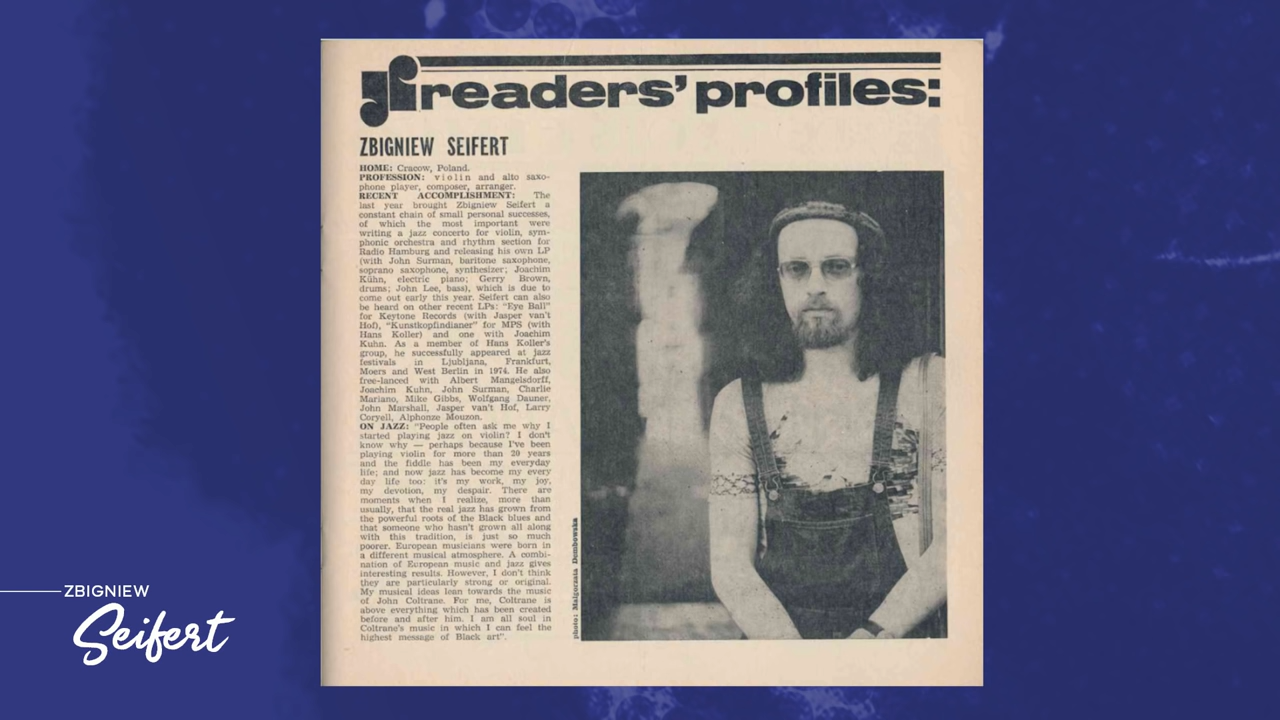 readers' profiles:
ZBIGNIEW SEIFERT
HOME: Cracow, Poland.
PROFESSION: violin and alto saxo-
phone player, composer, arranger.
RECENT ACCOMPLISHMENT: The
last year brought Zbigniew Seifert a
constant chain of small personal successes,
of which the most important were
writing a jazz concerto for violin, sym-
phonic orchestra and rhythm section for
Radio Hamburg and releasing his own LP
(with John Surman, baritone saxophone,
soprano saxophone, synthesizer; Joachim
Kühn, electric piano; Gerry Brown,
drums; John Lee, bass), which is due to
come out early this year. Seifert can also
be heard on other recent LPs: "Eye Ball"
for Keytone Records (with Jasper van't
Hof), "Kunstkopfindianer" for MPS (with
Hans Koller) and one with Joachim
Kuhn. As a member of Hans Koller's
group, he successfully appeared at jazz
festivals in Ljubljana, Frankfurt,
Moers and West Berlin in 1974. He also
free-lanced with Albert Mangelsdorff,
Joachim Kuhn, John Surman, Charlie
Mariano, Mike Gibbs, Wolfgang Dauner,
John Marshall, Jasper van't Hof, Larry
Coryell, Alphonze Mouzon.
ON JAZZ: "People often ask me why I
started playing jazz on violin? I don't
know why — perhaps because I've been
playing violin for more than 20 years
and the fiddle has been my everyday
life; and now jazz has become my every
day life too: it's my work, my joy,
my devotion, my despair. There are
moments when I realize, more than
usually, that the real jazz has grown from
the powerful roots of the Black blues and
that someone who hasn't grown all along
with this tradition, is just so much
poorer. European musicians were born in
a different musical atmosphere. A combi-
nation of European music and jazz gives
interesting results. However, I don't think
they are particularly strong or original.
My musical ideas lean towards the music
of John Coltrane. For me, Coltrane is
above everything which has been created
before and after him. I am all soul in
Coltrane's music in which I can feel the
highest message of Black art".
photo: Malgorzata Dembowska
ZBIGNIEW
Seifert